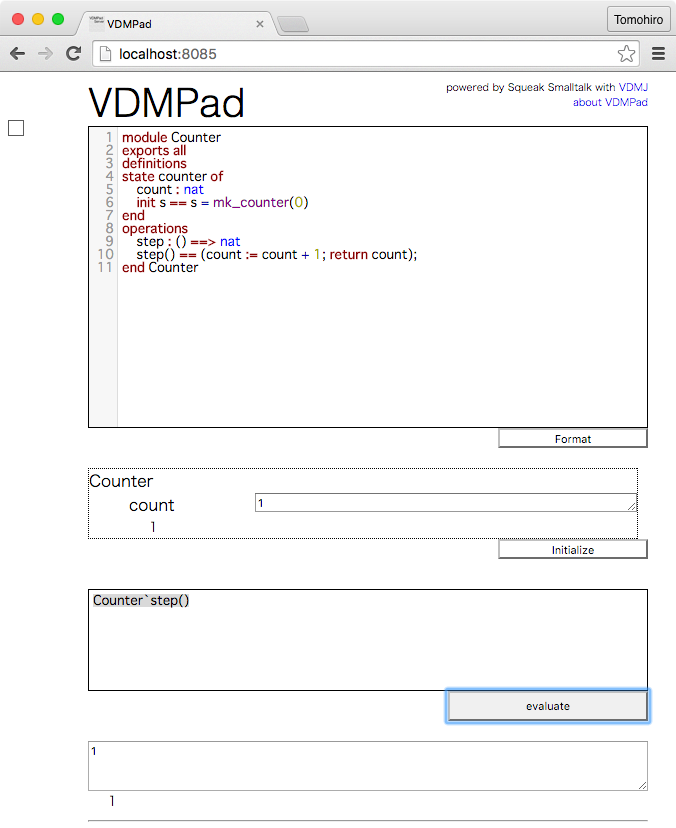 VDMPad
Tomohiro
localhost:8085
VDMPad
powered by Squeak Smalltalk with VDMJ
about VDMPad
1 module Counter
2 exports all
3 definitions
4 state counter of
5 count : nat
6 init s == s = mk_counter(0)
7 end
8 operations
9 step : () ==> nat
10 step() == (count := count + 1; return count);
11 end Counter
Format
Counter
count 1
1
Initialize
Counter`step()
evaluate
1
1